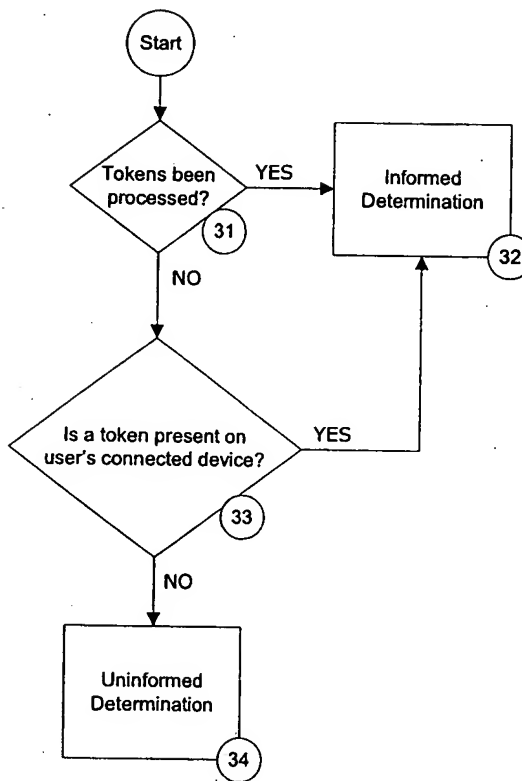 Start
Tokens been
processed?
YES
31
Informed
Determination
32
NO
Is a token present on
user's connected device?
YES
33
NO
Uninformed
Determination
34